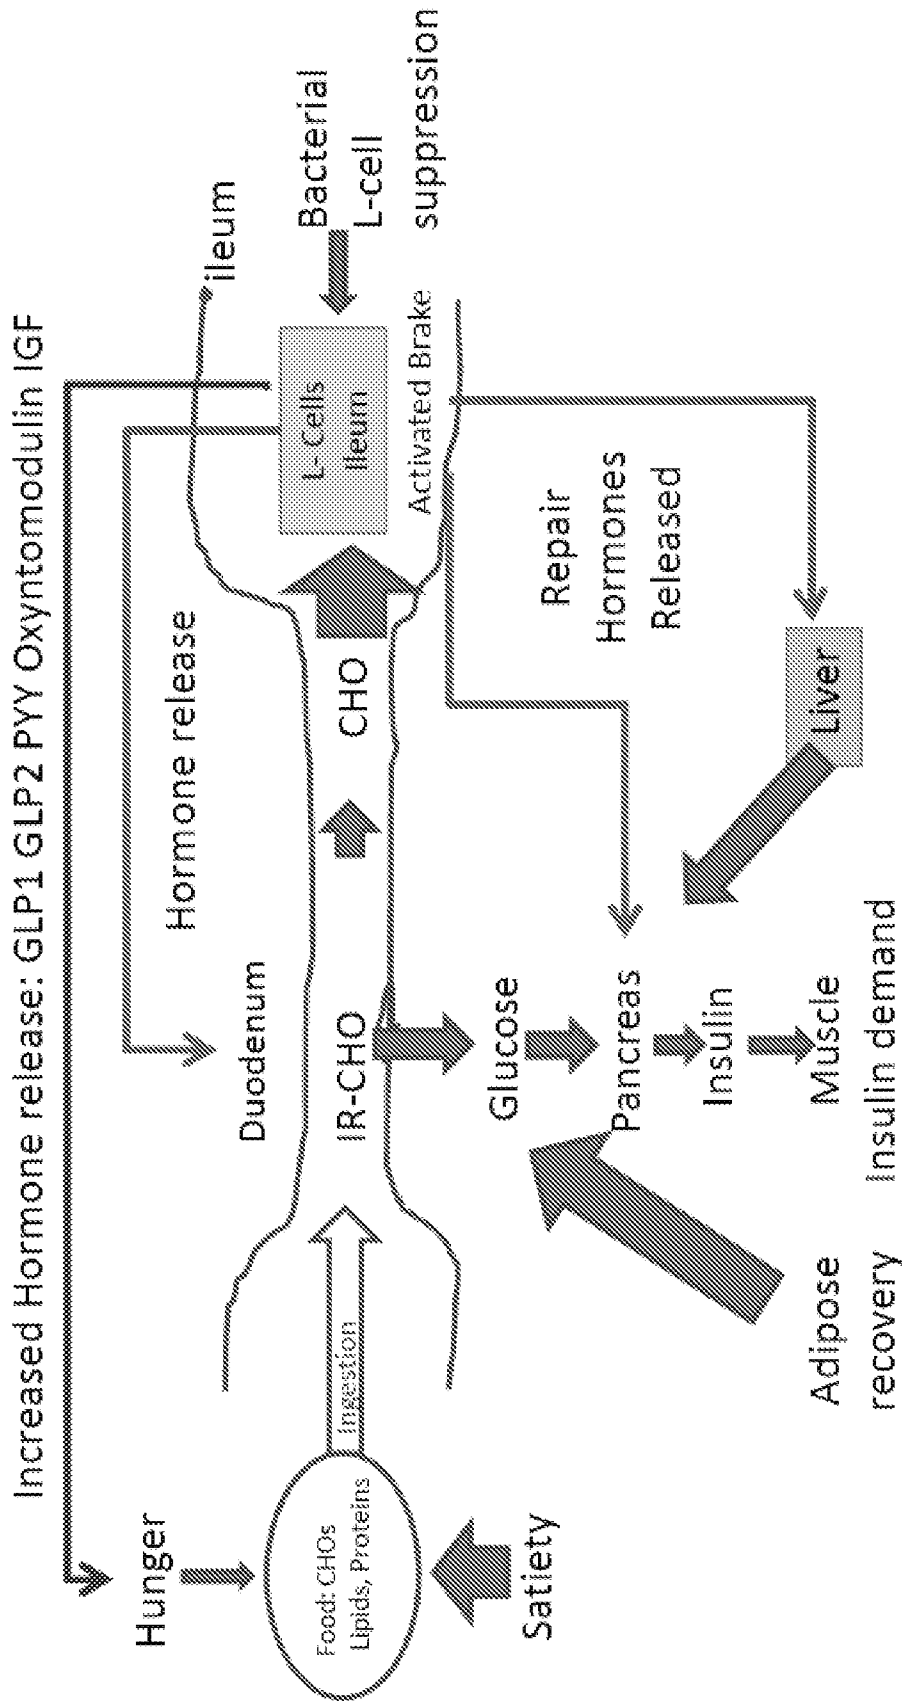 Increased Hormone release: GLP1 GLP2 PYY Oxyntomodulin IGF
Hunger
Hormone release
ileum
Duodenum
Food: CHOs
Lipids, Proteins
Ingestion
IR-CHO
CHO
L- Cells
Ileum
Bacterial
L-cell
suppression
Activated Brake
Satiety
Glucose
Repair
Hormones
Released
Pancreas
Insulin
Liver
Muscle
Insulin demand
Adipose
recovery